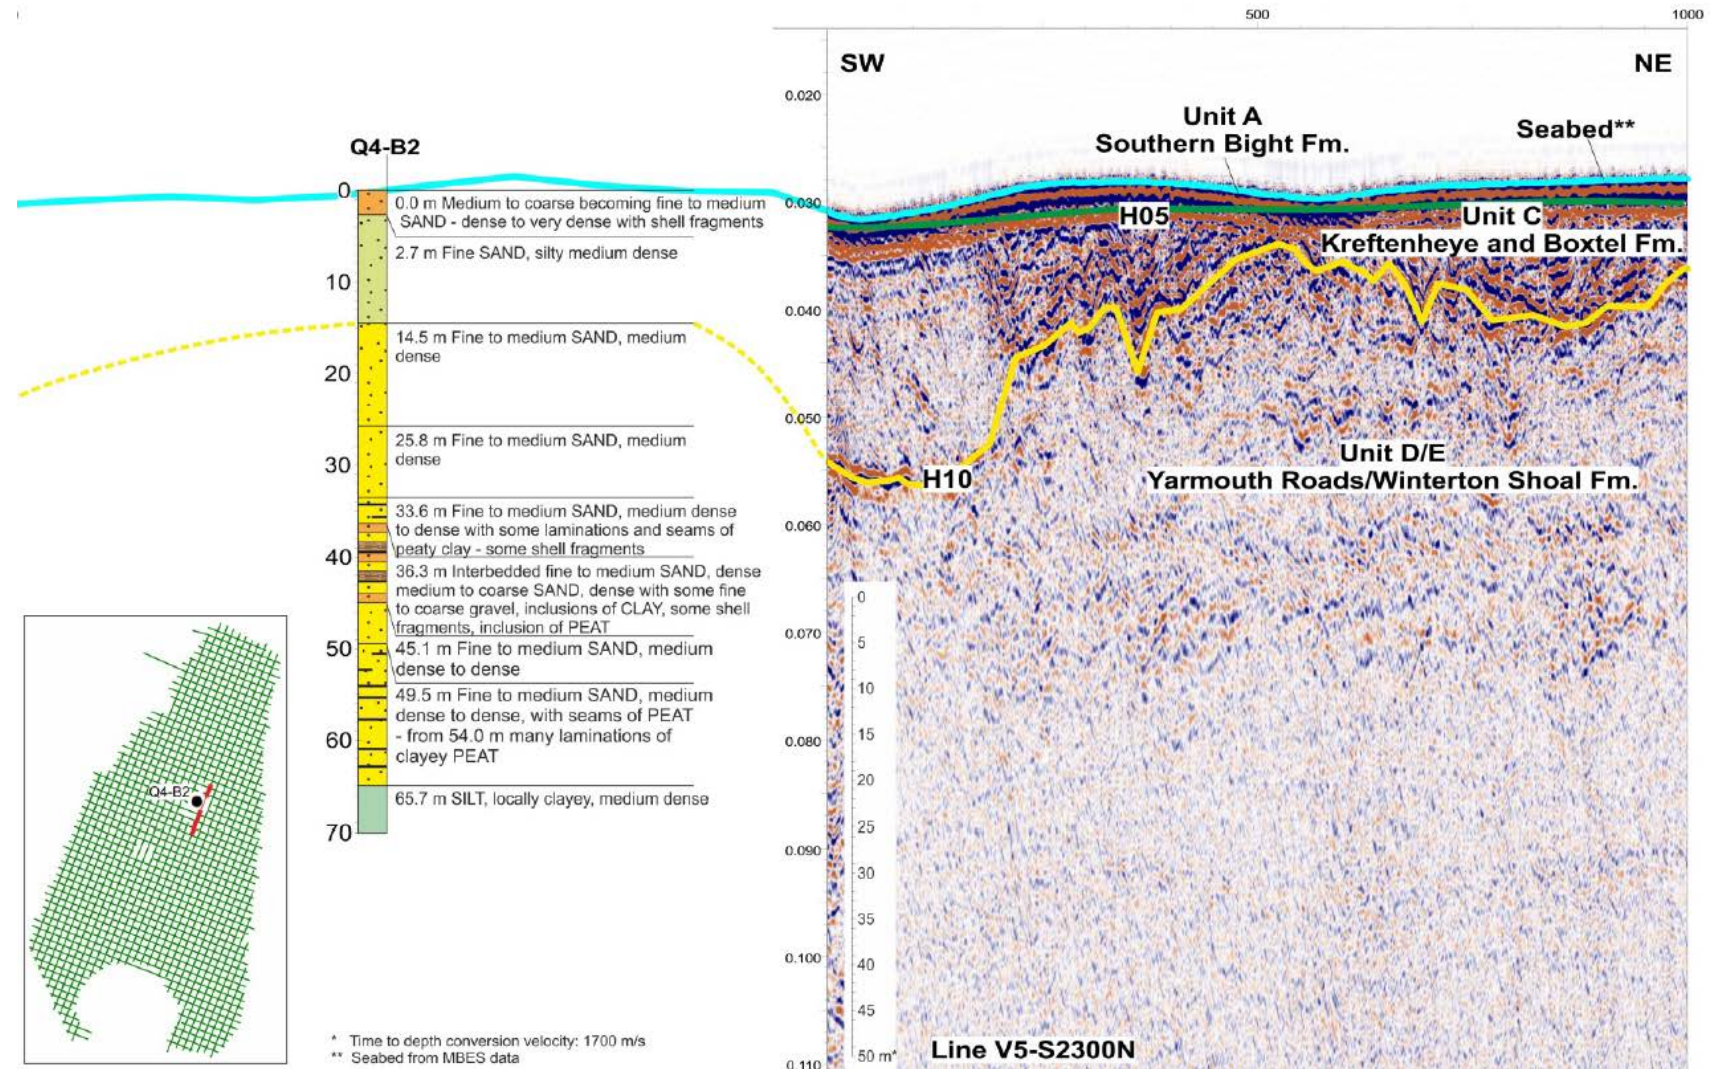 500
1000
SW
NE
0.020
Unit A
Southern Bight Fm.
Seabed**
Q4-B2
0
0.0 m Medium to coarse becoming fine to medium
SAND - dense to very dense with shell fragments
2.7 m Fine SAND, silty medium dense
10
14.5 m Fine to medium SAND, medium
dense
20
25.8 m Fine to medium SAND, medium
dense
30
33.6 m Fine to medium SAND, medium dense
to dense with some laminations and seams of
peaty clay - some shell fragments
40
36.3 m Interbedded fine to medium SAND, dense
medium to coarse SAND, dense with some fine
to coarse gravel, inclusions of CLAY, some shell
fragments, inclusion of PEAT
50
45.1 m Fine to medium SAND, medium
dense to dense
49.5 m Fine to medium SAND, medium
dense to dense, with seams of PEAT
- from 54.0 m many laminations of
clayey PEAT
60
65.7 m SILT, locally clayey, medium dense
70
0.030
H05
Unit C
Kreftenheye and Boxtel Fm.
0.040
0.050
Unit D/E
Yarmouth Roads/Winterton Shoal Fm.
H10
0.060
0.070
0.080
0.090
0.100
0.110
0
5
10
15
20
25
30
35
40
45
50 m*
Line V5-S2300N
Q4-B2
* Time to depth conversion velocity: 1700 m/s
** Seabed from MBES data